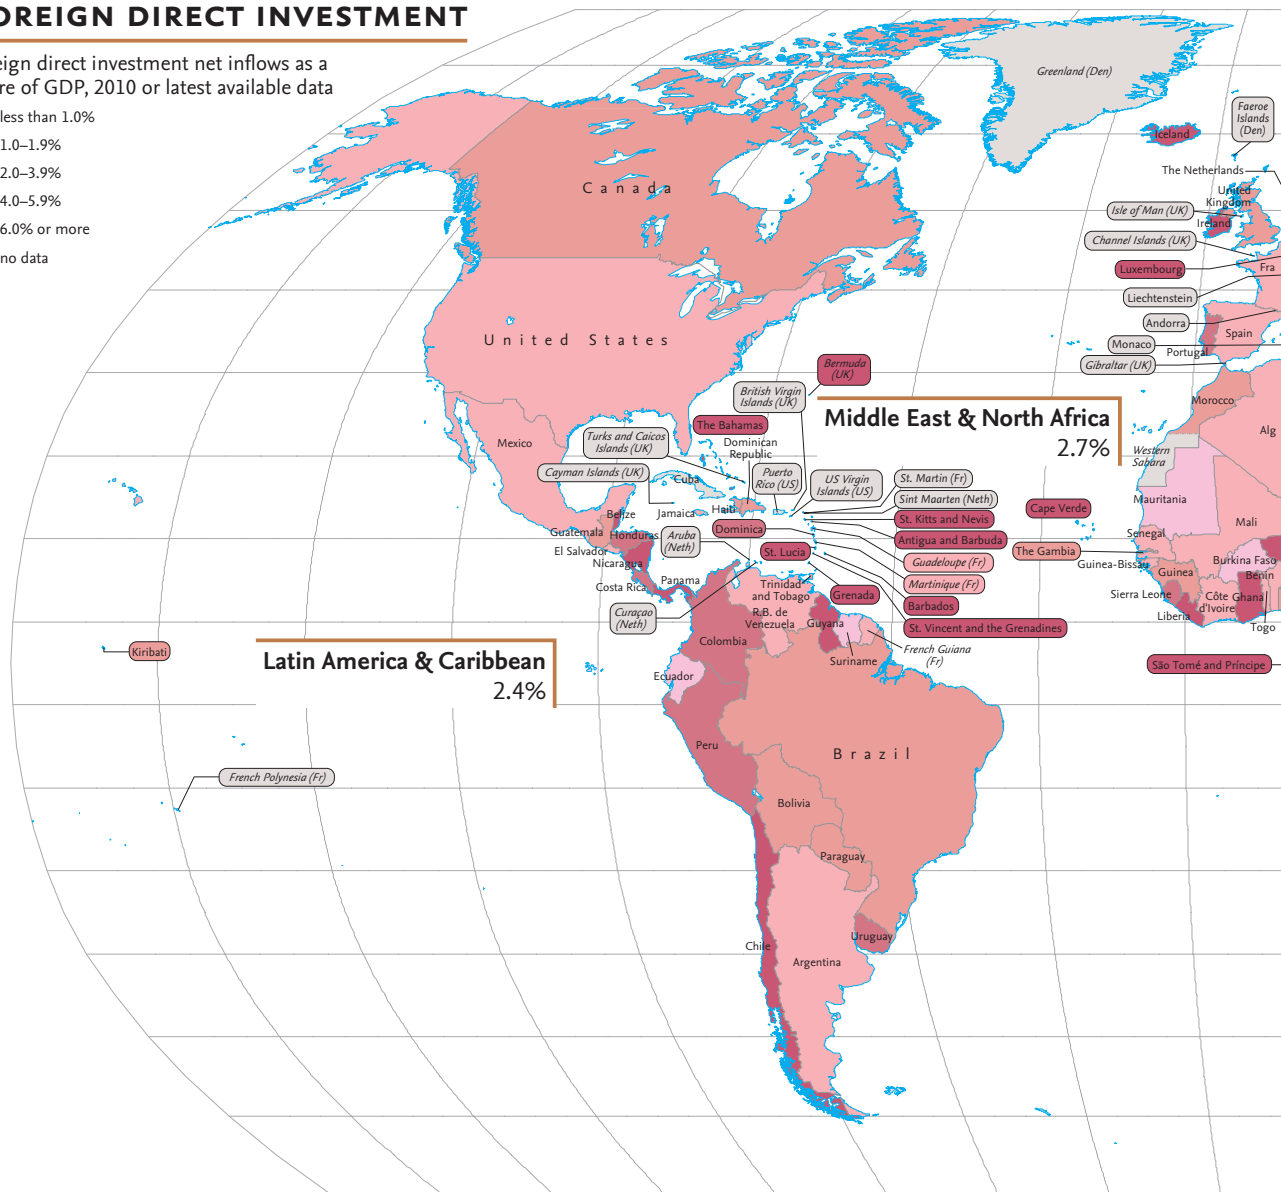 OREIGN DIRECT INVESTMENT
eign direct investment net inflows as a
re of GDP, 2010 or latest available data
less than 1.0%
1.0–1.9%
2.0–3.9%
4.0–5.9%
6.0% or more
no data
Greenland (Den)
Faeroe
Islands
(Den)
Iceland
The Netherlands
United
Kingdom
Isle of Man (UK)
Ireland
Channel Islands (UK)
Luxembourg
Fra
Liechtenstein
Andorra
Spain
Monaco
Portugal
Gibraltar (UK)
Canada
United States
Bermuda
(UK)
British Virgin
Islands (UK)
Middle East & North Africa
2.7%
Morocco
Alg
Western
Sahara
The Bahamas
Turks and Caicos
Islands (UK)
Dominican
Republic
Mexico
Cayman Islands (UK)
Cuba
Puerto
Rico (US)
US Virgin
Islands (US)
St. Martin (Fr)
Sint Maarten (Neth)
St. Kitts and Nevis
Antigua and Barbuda
Guadeloupe (Fr)
Martinique (Fr)
Barbados
St. Vincent and the Grenadines
Cape Verde
Mauritania
Mali
Senegal
The Gambia
Guinea-Bissau
Guinea
Burkina Faso
Benin
Sierra Leone
Côte
d'Ivoire
Ghana
Liberia
Togo
São Tomé and Príncipe
Belize
Jamaica
Haiti
Guatemala
Honduras
El Salvador
Nicaragua
Aruba
(Neth)
Dominica
St. Lucia
Costa Rica
Panama
Trinidad
and Tobago
Grenada
Curaçao
(Neth)
R.B. de
Venezuela
Guyana
Colombia
Suriname
French Guiana
(Fr)
Kiribati
Latin America & Caribbean
2.4%
Ecuador
Peru
Brazil
French Polynesia (Fr)
Bolivia
Paraguay
Chile
Uruguay
Argentina